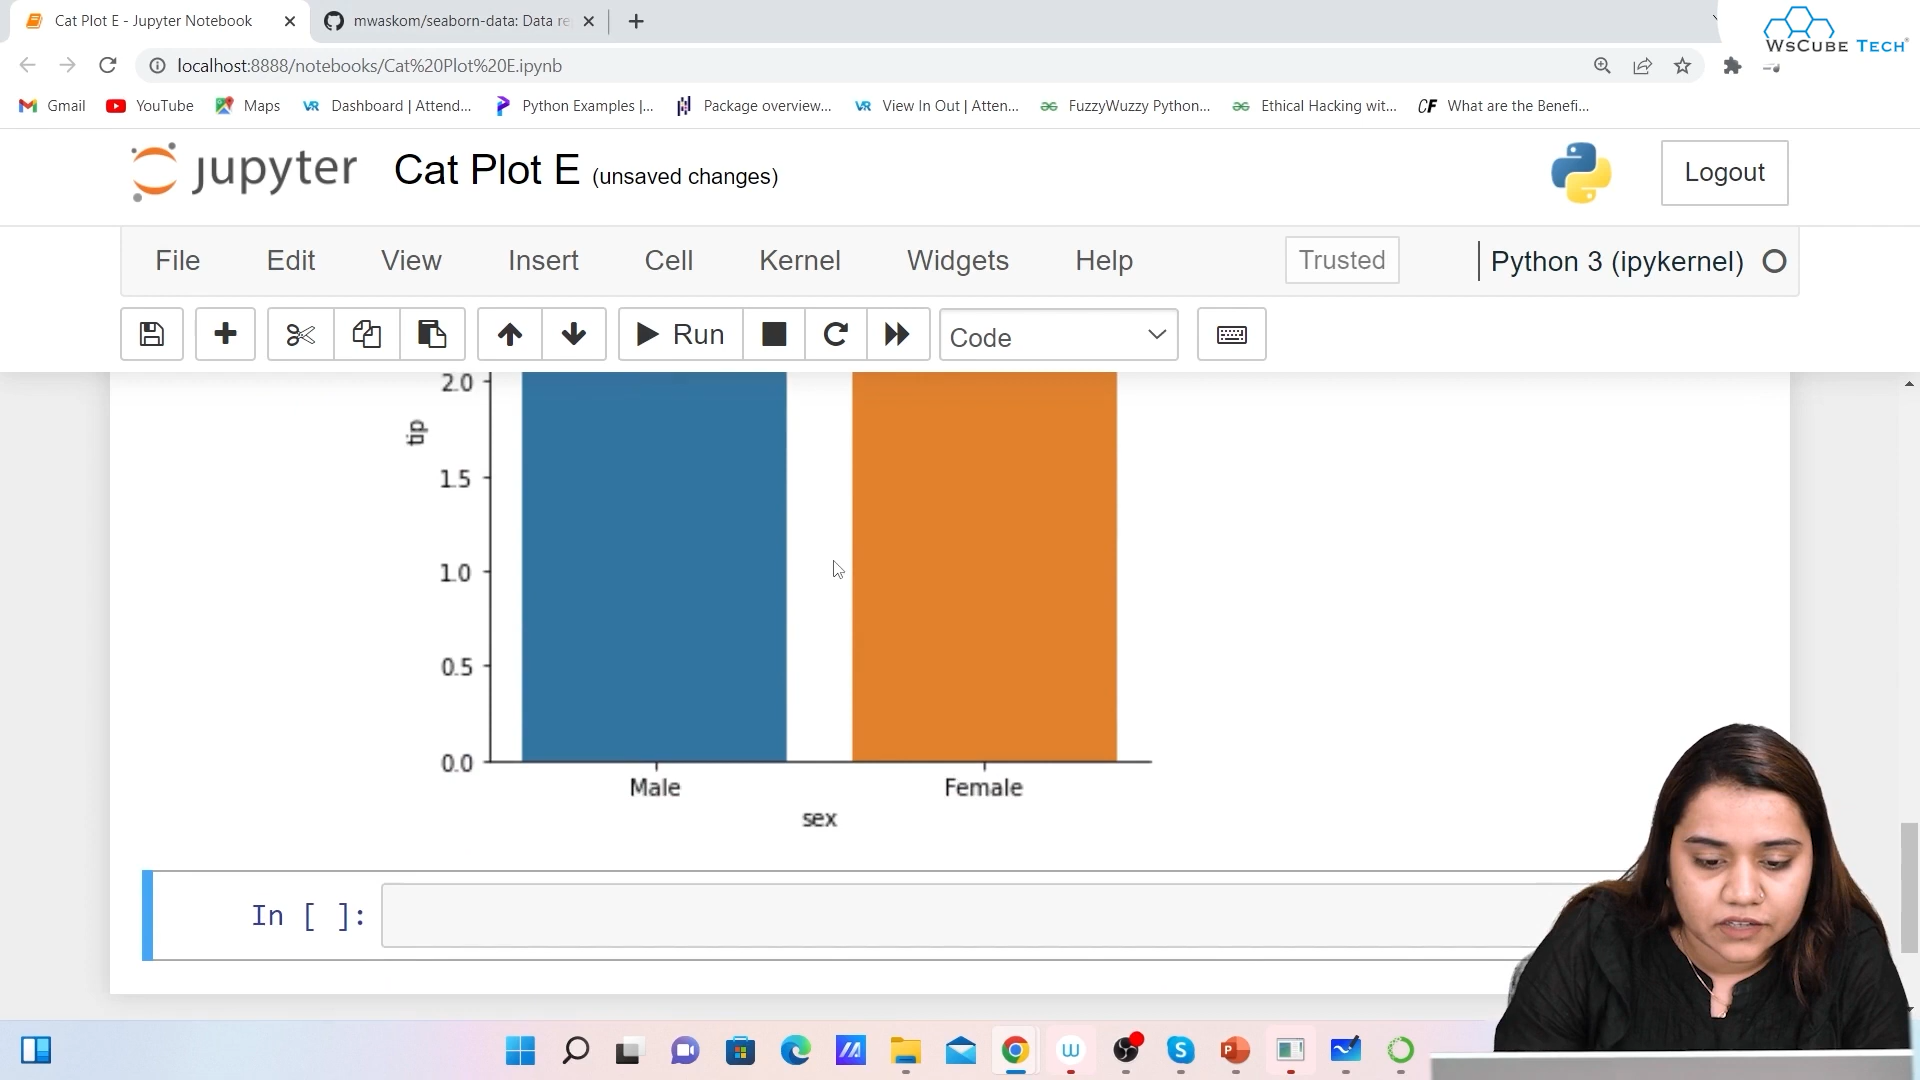 Cat Plot E - Jupyter Notebook
mwaskom/seaborn-data: Data re
WsCube Tech
localhost:8888/notebooks/Cat%20Plot%20E.ipynb
Gmail
YouTube
Maps
Dashboard | Attend...
Python Examples |...
Package overview...
View In Out | Atten...
FuzzyWuzzy Python...
Ethical Hacking wit...
CF What are the Benefi...
jupyter
Cat Plot E (unsaved changes)
Logout
File Edit View Insert Cell Kernel Widgets Help
Trusted
Python 3 (ipykernel)
Run
Code
2.0
tip
1.5
1.0
0.5
0.0
Male Female
sex
In [ ]: